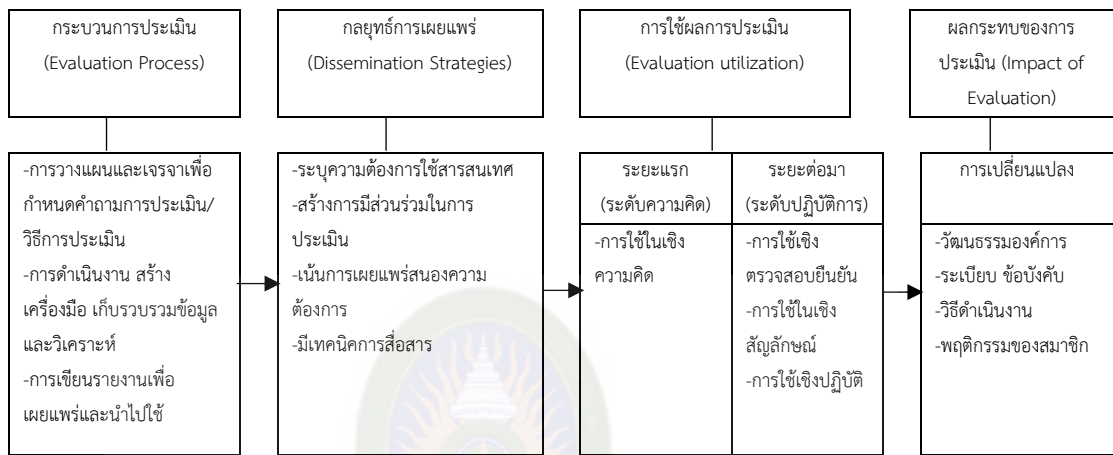 กระบวนการประเมิน
(Evaluation Process)
กลยุทธ์การเผยแพร่
(Dissemination Strategies)
การใช้ผลการประเมิน
(Evaluation utilization)
ผลกระทบของการ
ประเมิน (Impact of
Evaluation)
-การวางแผนและเจรจาเพื่อ
กำหนดคำถามการประเมิน/
วิธีการประเมิน
-การดำเนินงาน สร้าง
เครื่องมือ เก็บรวบรวมข้อมูล
และวิเคราะห์
-การเขียนรายงานเพื่อ
เผยแพร่และนำไปใช้
-ระบุความต้องการใช้สารสนเทศ
-สร้างการมีส่วนร่วมในการ
ประเมิน
-เน้นการเผยแพร่สนองความ
ต้องการ
-มีเทคนิคการสื่อสาร
ระยะแรก
(ระดับความคิด)
-การใช้ในเชิง
ความคิด
ระยะต่อมา
(ระดับปฏิบัติการ)
-การใช้เชิง
ตรวจสอบยืนยัน
-การใช้ในเชิง
สัญลักษณ์
-การใช้เชิงปฏิบัติ
การเปลี่ยนแปลง
-วัฒนธรรมองค์การ
-ระเบียบ ข้อบังคับ
-วิธีดำเนินงาน
-พฤติกรรมของสมาชิก